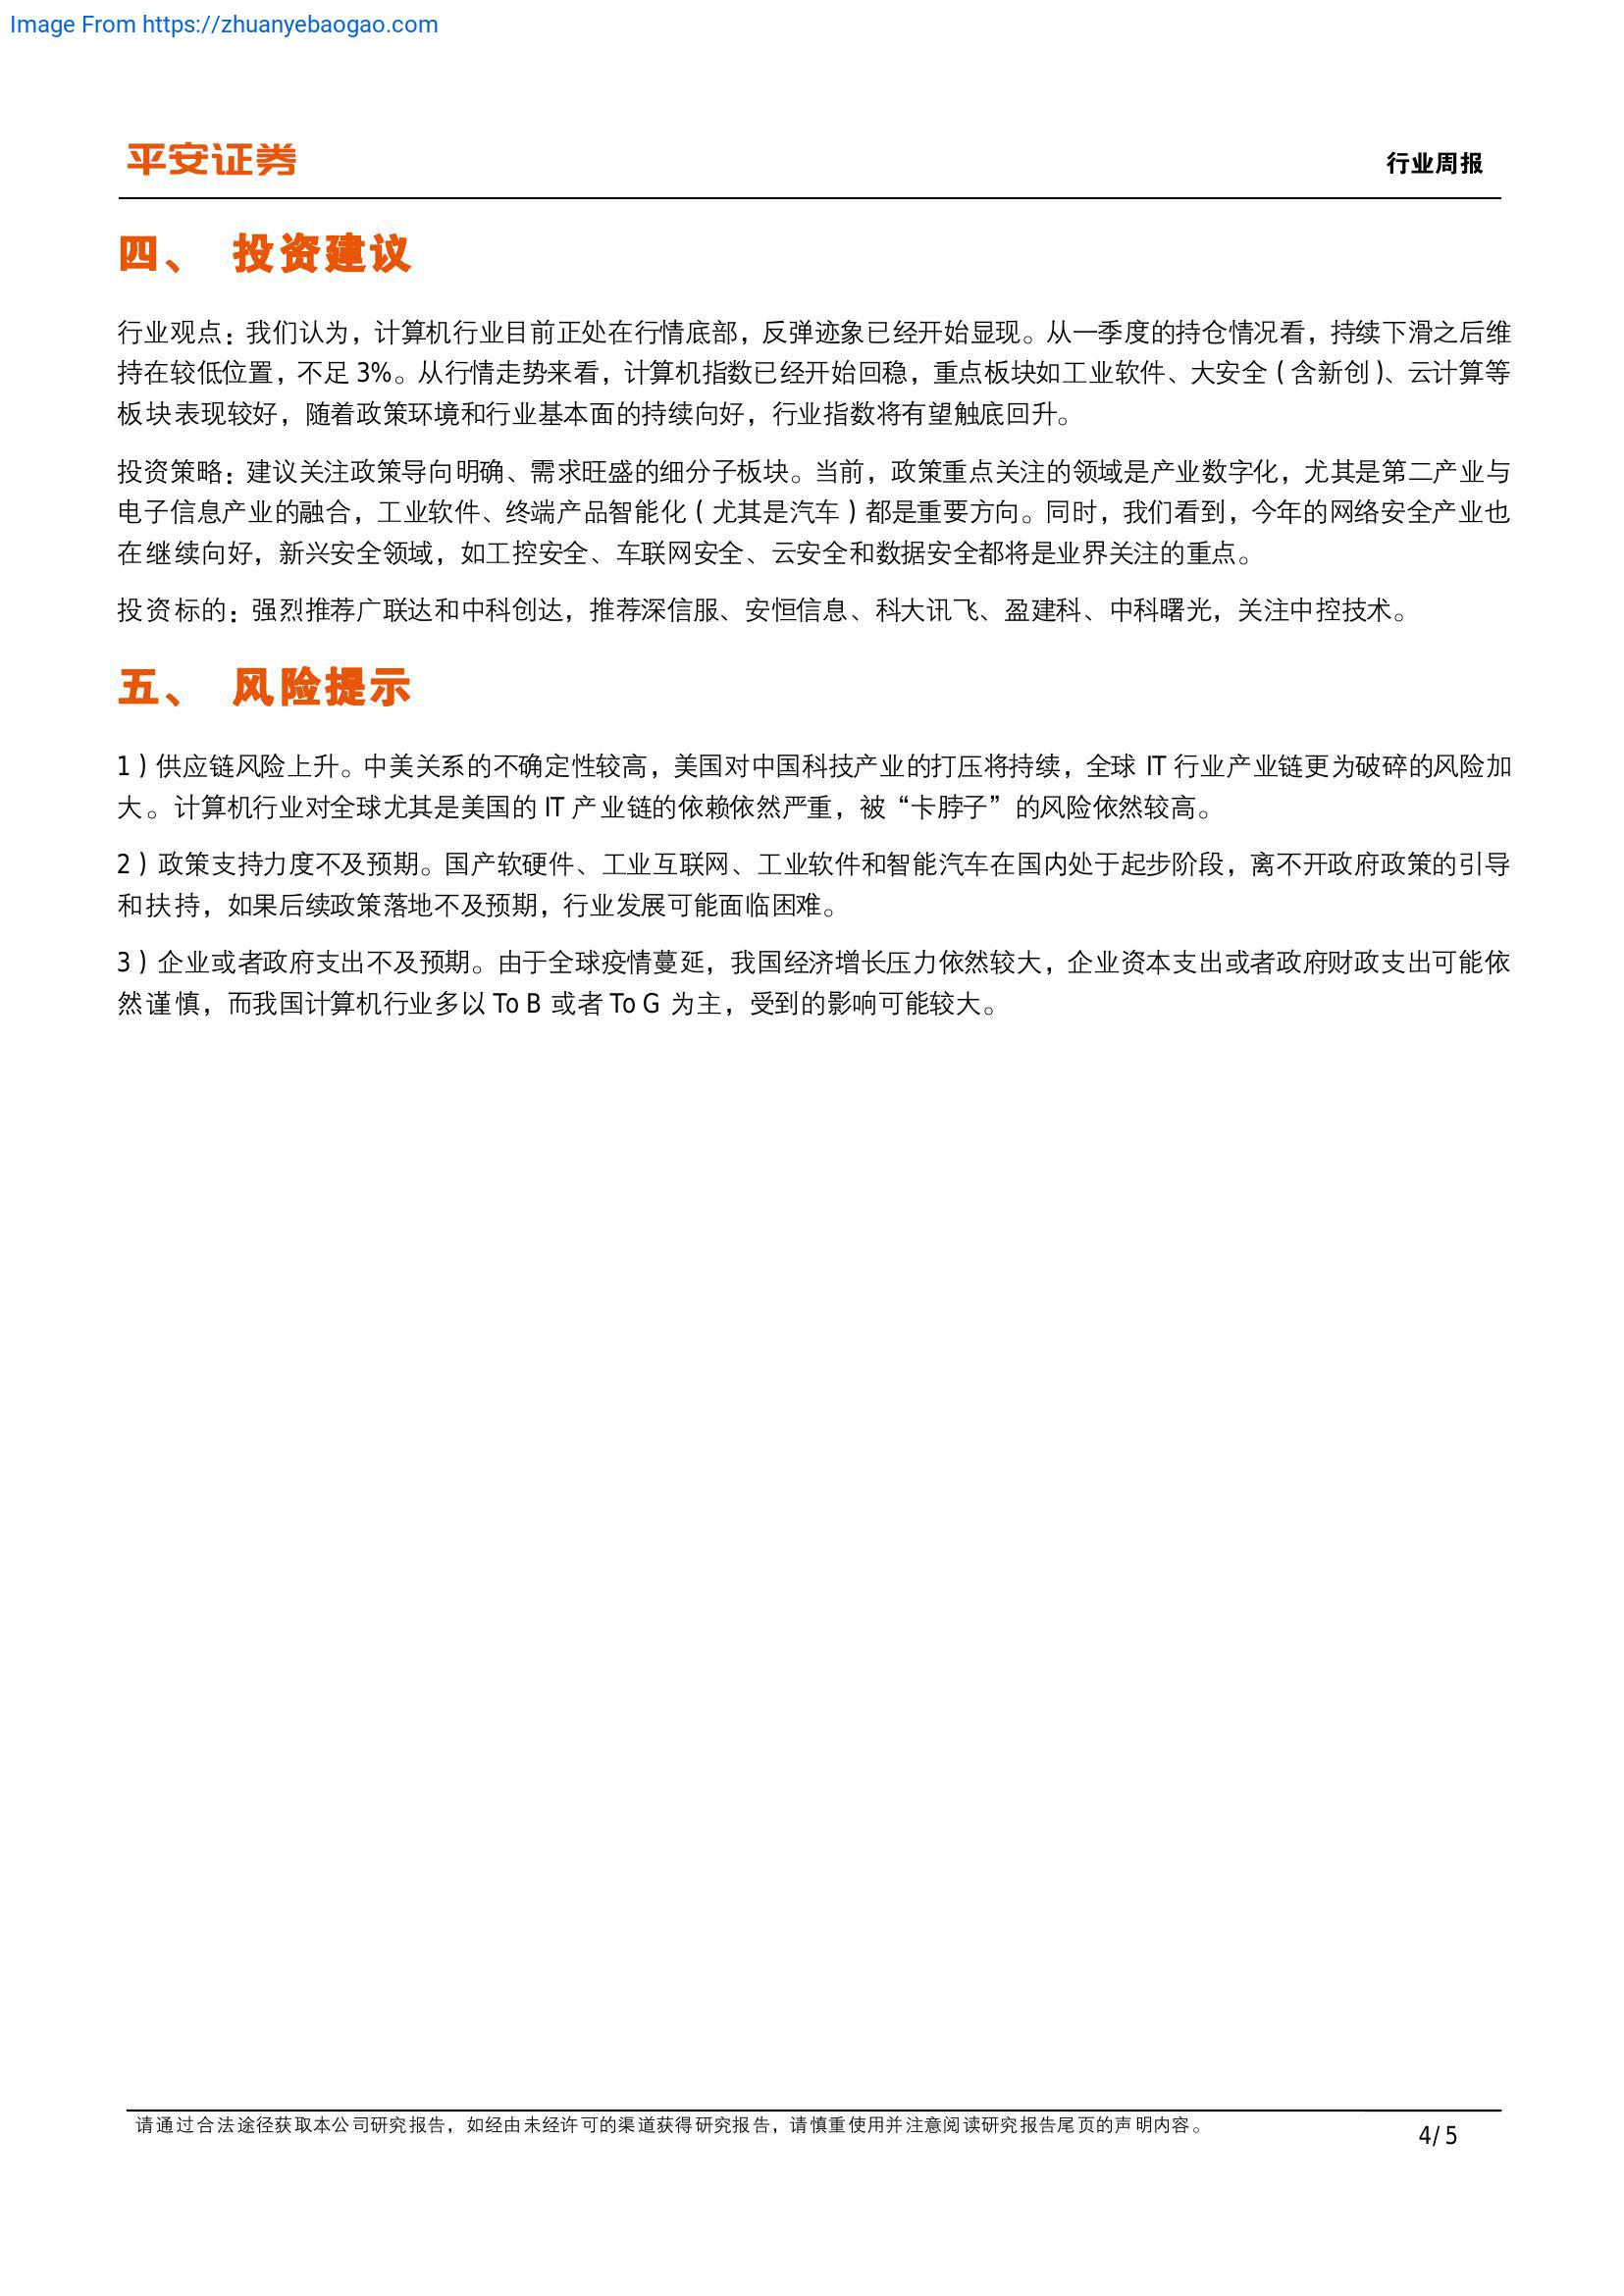 Image From https://zhuanyebaogao.com
平安证券
行业周报
四、 投资建议
行业观点：我们认为，计算机行业目前正处在行情底部，反弹迹象已经开始显现。从一季度的持仓情况看，持续下滑之后维
持在较低位置，不足 3%。从行情走势来看，计算机指数已经开始回稳，重点板块如工业软件、大安全（含新创）、云计算等
板块表现较好，随着政策环境和行业基本面的持续向好，行业指数将有望触底回升。
投资策略：建议关注政策导向明确、需求旺盛的细分子板块。当前，政策重点关注的领域是产业数字化，尤其是第二产业与
电子信息产业的融合，工业软件、终端产品智能化（尤其是汽车）都是重要方向。同时，我们看到，今年的网络安全产业也
在继续向好，新兴安全领域，如工控安全、车联网安全、云安全和数据安全都将是业界关注的重点。
投资标的：强烈推荐广联达和中科创达，推荐深信服、安恒信息、科大讯飞、盈建科、中科曙光，关注中控技术。
五、 风险提示
1）供应链风险上升。中美关系的不确定性较高，美国对中国科技产业的打压将持续，全球 IT 行业产业链更为破碎的风险加
大。计算机行业对全球尤其是美国的 IT 产业链的依赖依然严重，被“卡脖子”的风险依然较高。
2）政策支持力度不及预期。国产软硬件、工业互联网、工业软件和智能汽车在国内处于起步阶段，离不开政府政策的引导
和扶持，如果后续政策落地不及预期，行业发展可能面临困难。
3）企业或者政府支出不及预期。由于全球疫情蔓延，我国经济增长压力依然较大，企业资本支出或者政府财政支出可能依
然谨慎，而我国计算机行业多以 To B 或者 To G 为主，受到的影响可能较大。
请通过合法途径获取本公司研究报告，如经由未经许可的渠道获得研究报告，请慎重使用并注意阅读研究报告尾页的声明内容。
4/ 5